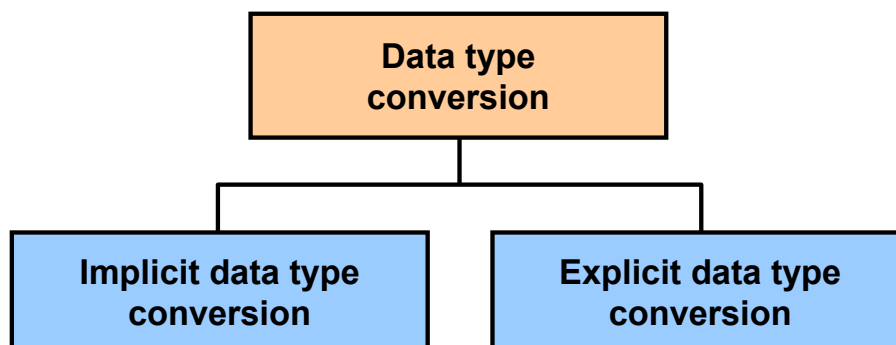 Data type
conversion
Implicit data type
conversion
Explicit data type
conversion